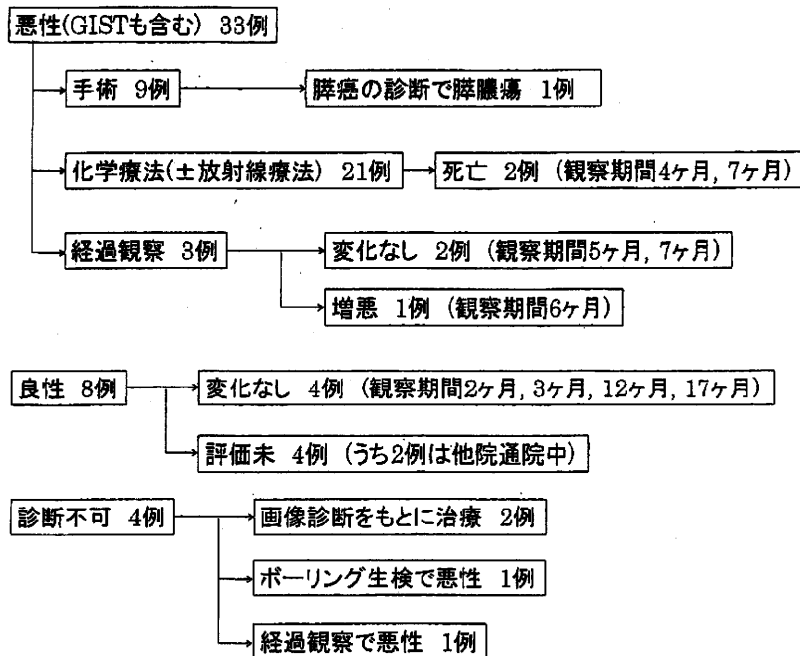 悪性(GISTも含む) 33例
手術 9例
膵癌の診断で膵膿瘍 1例
化学療法(±放射線療法) 21例
死亡 2例 (観察期間4ヶ月, 7ヶ月)
経過観察 3例
変化なし 2例 (観察期間5ヶ月, 7ヶ月)
増悪 1例 (観察期間6ヶ月)
良性 8例
変化なし 4例 (観察期間2ヶ月, 3ヶ月, 12ヶ月, 17ヶ月)
評価未 4例 (うち2例は他院通院中)
診断不可 4例
画像診断をもとに治療 2例
ボーリング生検で悪性 1例
経過観察で悪性 1例